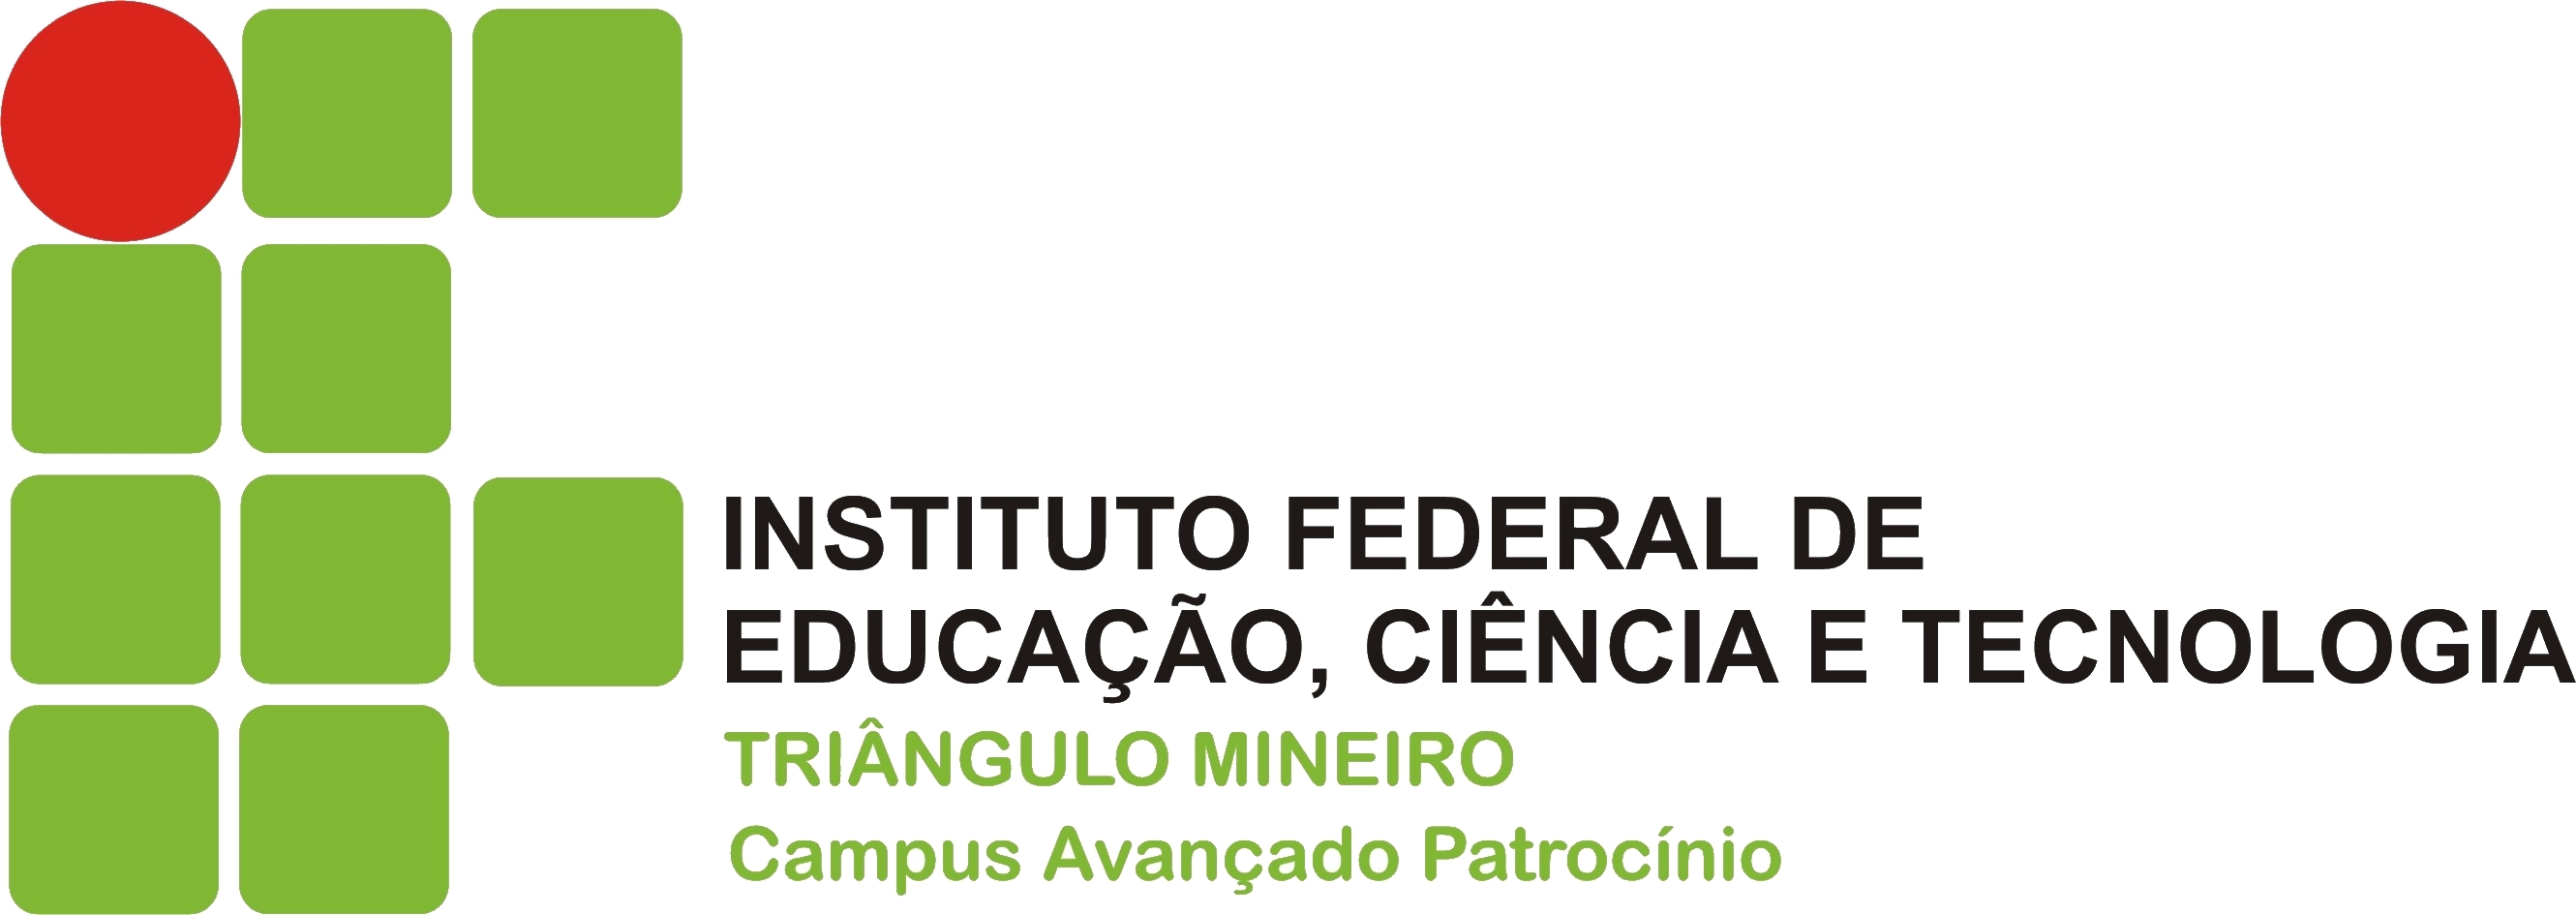 INSTITUTO FEDERAL DE
EDUCAÇÃO, CIÊNCIA E TECNOLOGIA
TRIÂNGULO MINEIRO
Campus Avançado Patrocínio